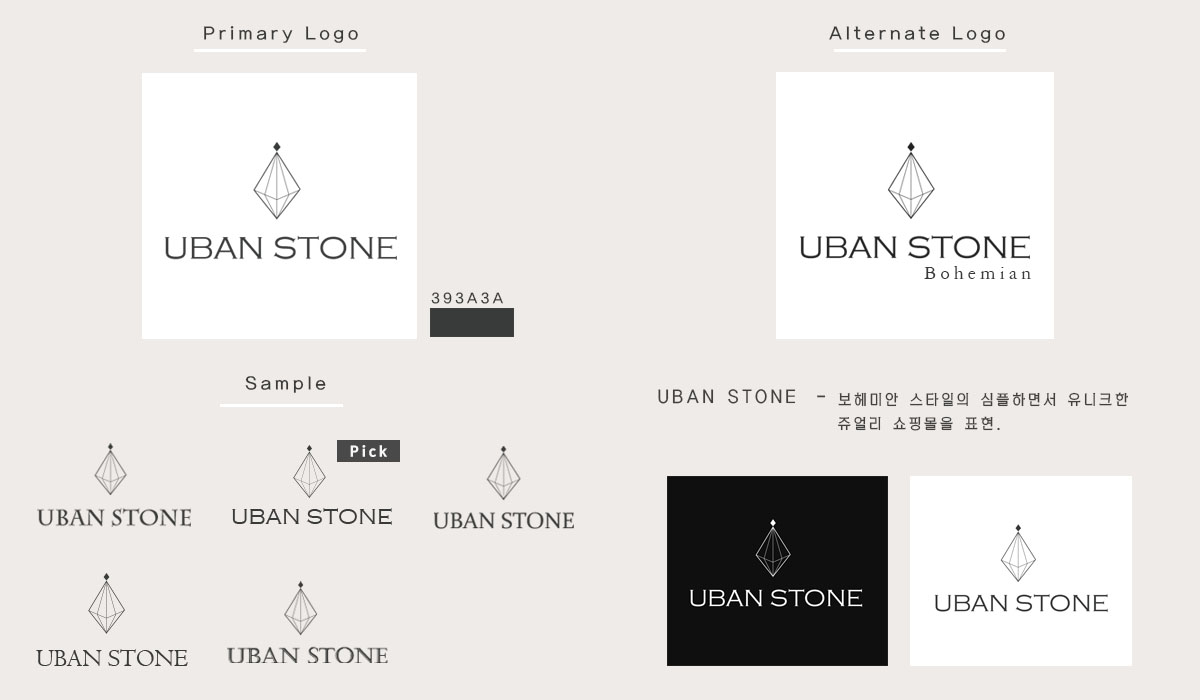 Primary Logo
UBAN STONE
393A3A
Alternate Logo
UBAN STONE
Bohemian
Sample
UBAN STONE
Pick
UBAN STONE
UBAN STONE
UBAN STONE
UBAN STONE
UBAN STONE - 보헤미안 스타일의 심플하면서 유니크한
쥬얼리 쇼핑몰을 표현.
UBAN STONE
UBAN STONE